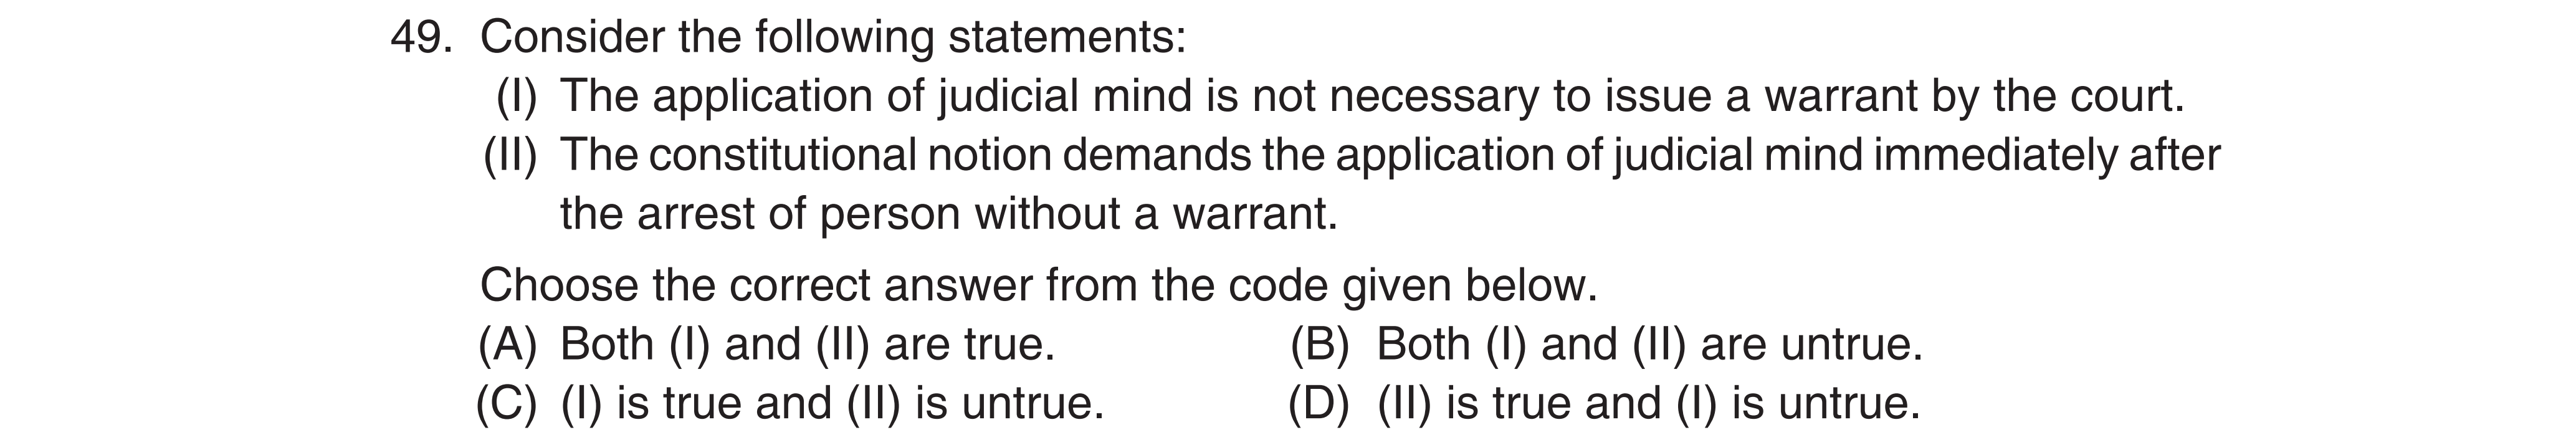 49. Consider the following statements:
(I) The application of judicial mind is not necessary to issue a warrant by the court.
(II) The constitutional notion demands the application of judicial mind immediately after
the arrest of person without a warrant.
Choose the correct answer from the code given below.
(A) Both (I) and (II) are true. (B) Both (I) and (II) are untrue.
(C) (I) is true and (II) is untrue. (D) (II) is true and (I) is untrue.